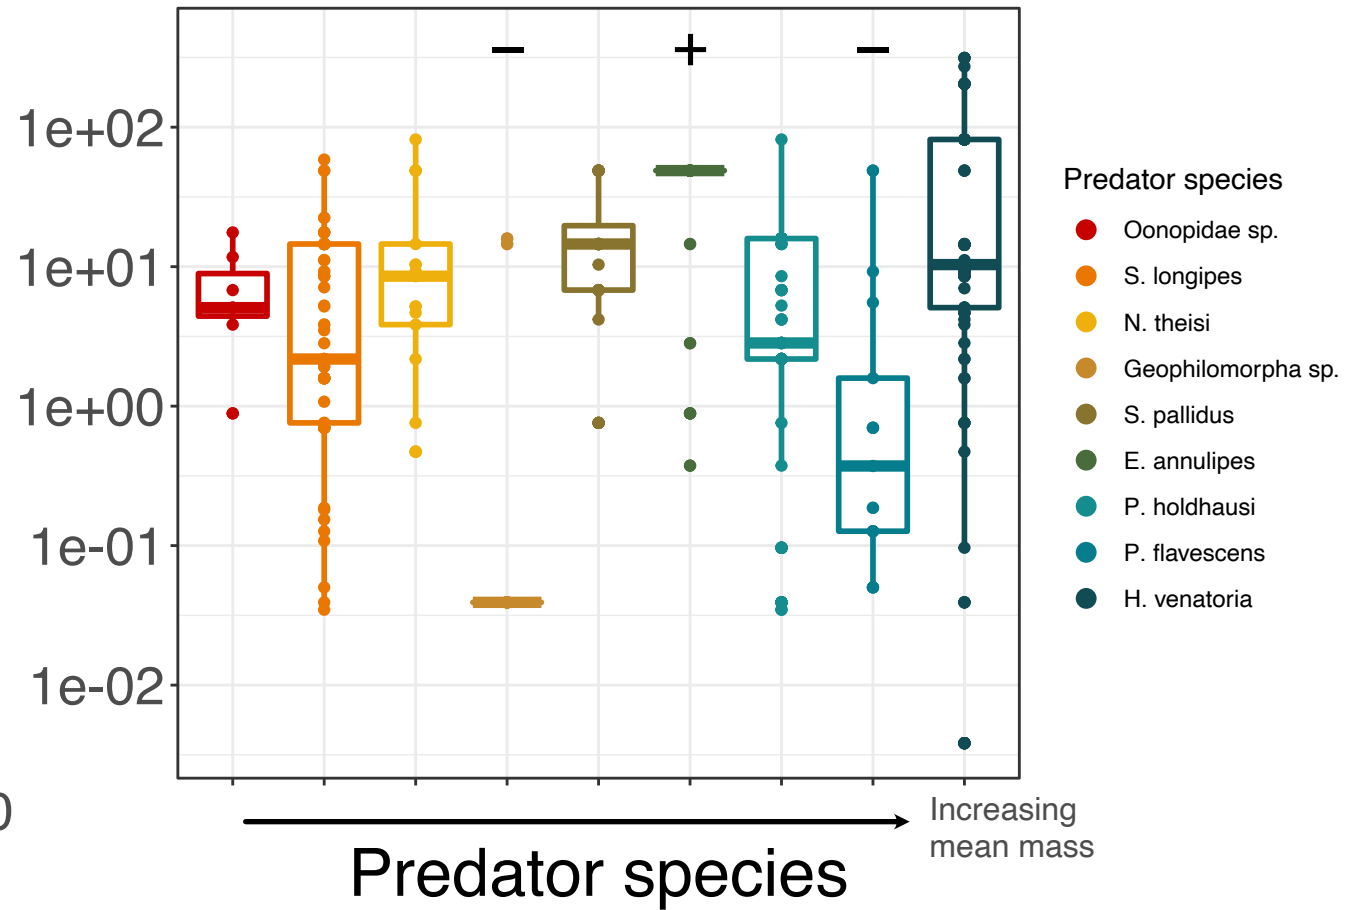 − + −
1e+02
1e+01
1e+00
1e-01
1e-02
0
Increasing
mean mass
Predator species
Predator species
Oonopidae sp.
S. longipes
N. theisi
Geophilomorpha sp.
S. pallidus
E. annulipes
P. holdhausi
P. flavescens
H. venatoria